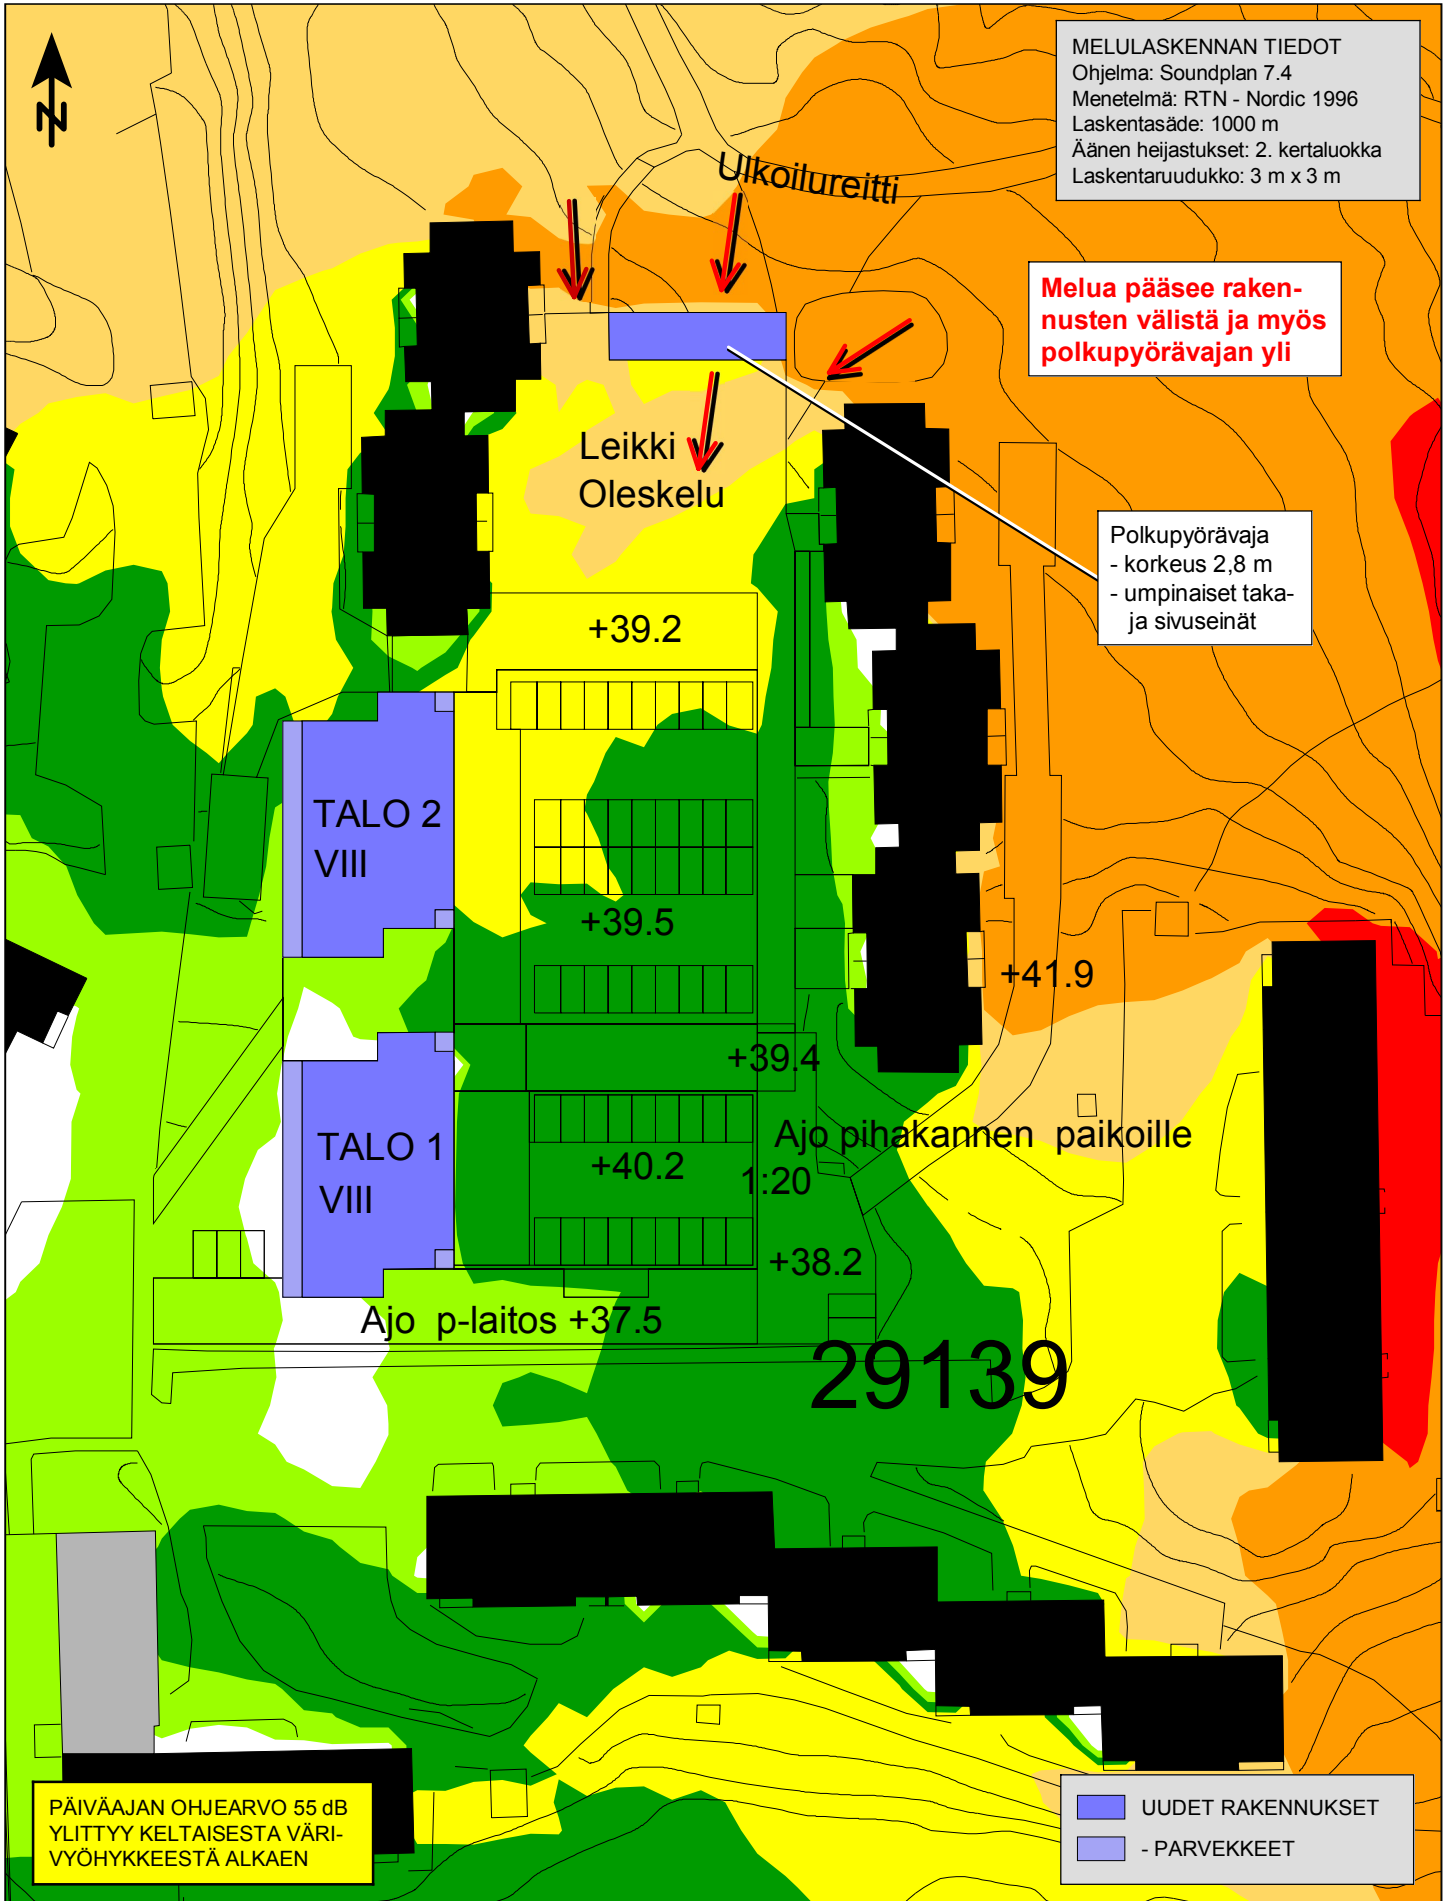 N
MELULASKENNAN TIEDOT
Ohjelma: Soundplan 7.4
Menetelmä: RTN - Nordic 1996
Laskentasäde: 1000 m
Äänen heijastukset: 2. kertaluokka
Laskentaruudukko: 3 m x 3 m
Ulkoilureitti
Melua pääsee raken-
nusten välistä ja myös
polkupyörävajan yli
Leikki
Oleskelu
Polkupyörävaja
- korkeus 2,8 m
- umpinaiset taka-
ja sivuseinät
+39.2
TALO 2
VIII
+39.5
+41.9
+39.4
TALO 1
VIII
Ajo pihakannen paikoille
+40.2
1:20
+38.2
Ajo p-laitos +37.5
29139
PÄIVÄAJAN OHJEARVO 55 dB
YLITTYY KELTAISESTA VÄRI-
VYÖHYKKEESTÄ ALKAEN
UUDET RAKENNUKSET
- PARVEKKEET